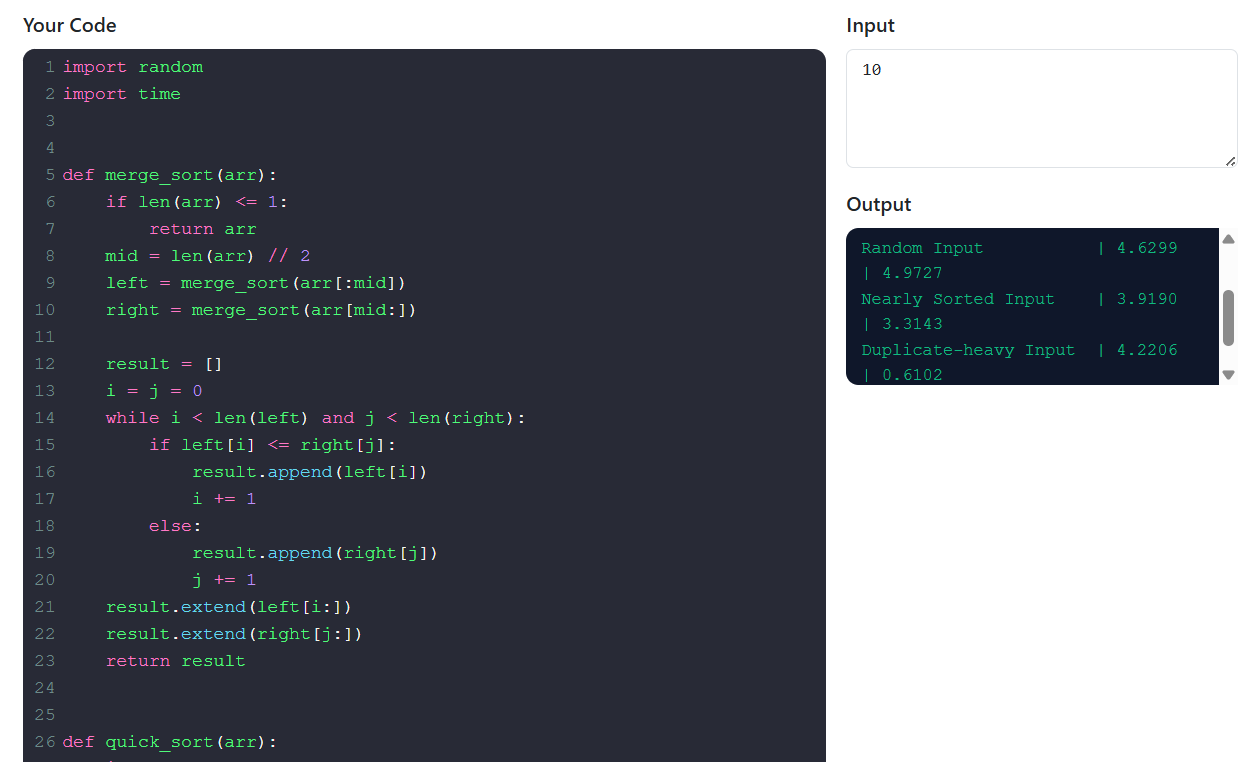 Your Code
1 import random
2 import time
3
4
5 def merge_sort(arr):
6     if len(arr) <= 1:
7         return arr
8     mid = len(arr) // 2
9     left = merge_sort(arr[:mid])
10     right = merge_sort(arr[mid:])
11
12     result = []
13     i = j = 0
14     while i < len(left) and j < len(right):
15         if left[i] <= right[j]:
16             result.append(left[i])
17             i += 1
18         else:
19             result.append(right[j])
20             j += 1
21     result.extend(left[i:])
22     result.extend(right[j:])
23     return result
24
25
26 def quick_sort(arr):
Input
10
Output
Random Input           | 4.6299
| 4.9727
Nearly Sorted Input    | 3.9190
| 3.3143
Duplicate-heavy Input  | 4.2206
| 0.6102